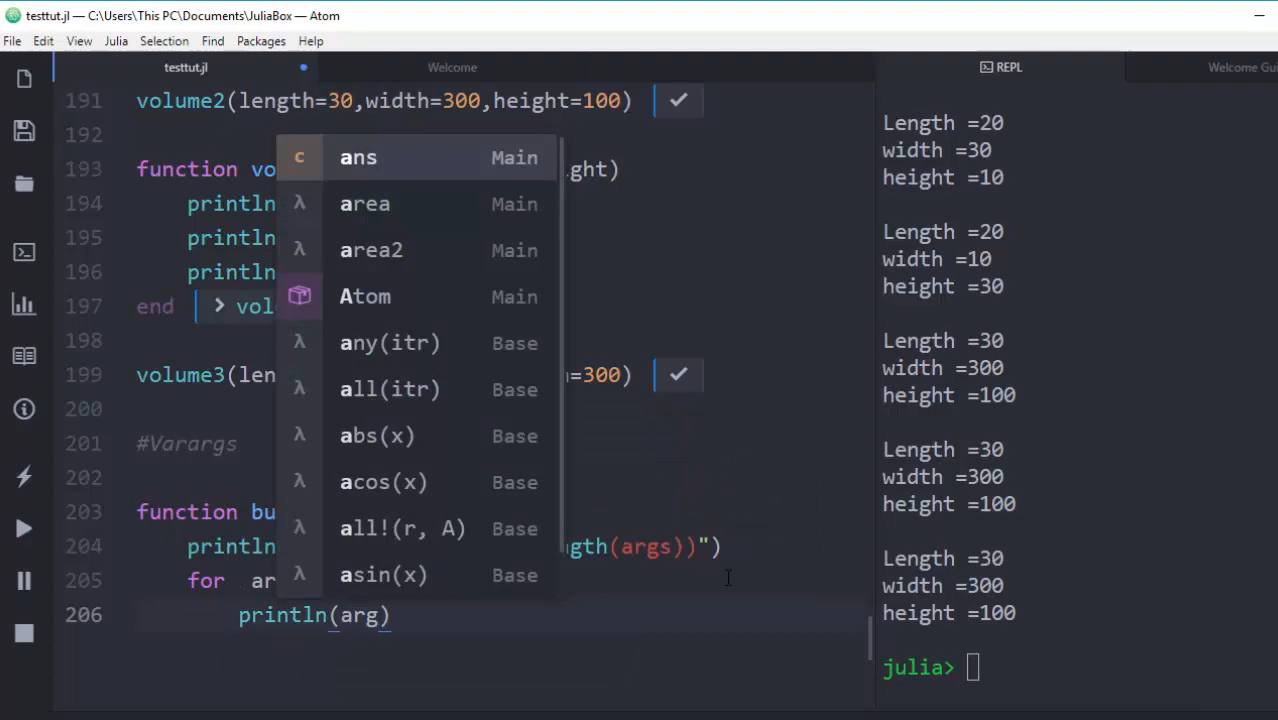 testtut.jl — C:\Users\This PC\Documents\JuliaBox — Atom
File Edit View Julia Selection Find Packages Help
testtut.jl Welcome
191 volume2(length=30,width=300,height=100)
192
193 function vo ght)
194 println
195 println
196 println
197 end > vol
198
199 volume3(len =300)
200
201 #Varargs
202
203 function bu
204 println gth(args))")
205 for ar
206 println(arg)
c ans Main
λ area Main
λ area2 Main
Atom Main
λ any(itr) Base
λ all(itr) Base
λ abs(x) Base
λ acos(x) Base
λ all!(r, A) Base
λ asin(x) Base
REPL Welcome Gui
Length =20
width =30
height =10
Length =20
width =10
height =30
Length =30
width =300
height =100
Length =30
width =300
height =100
Length =30
width =300
height =100
julia>